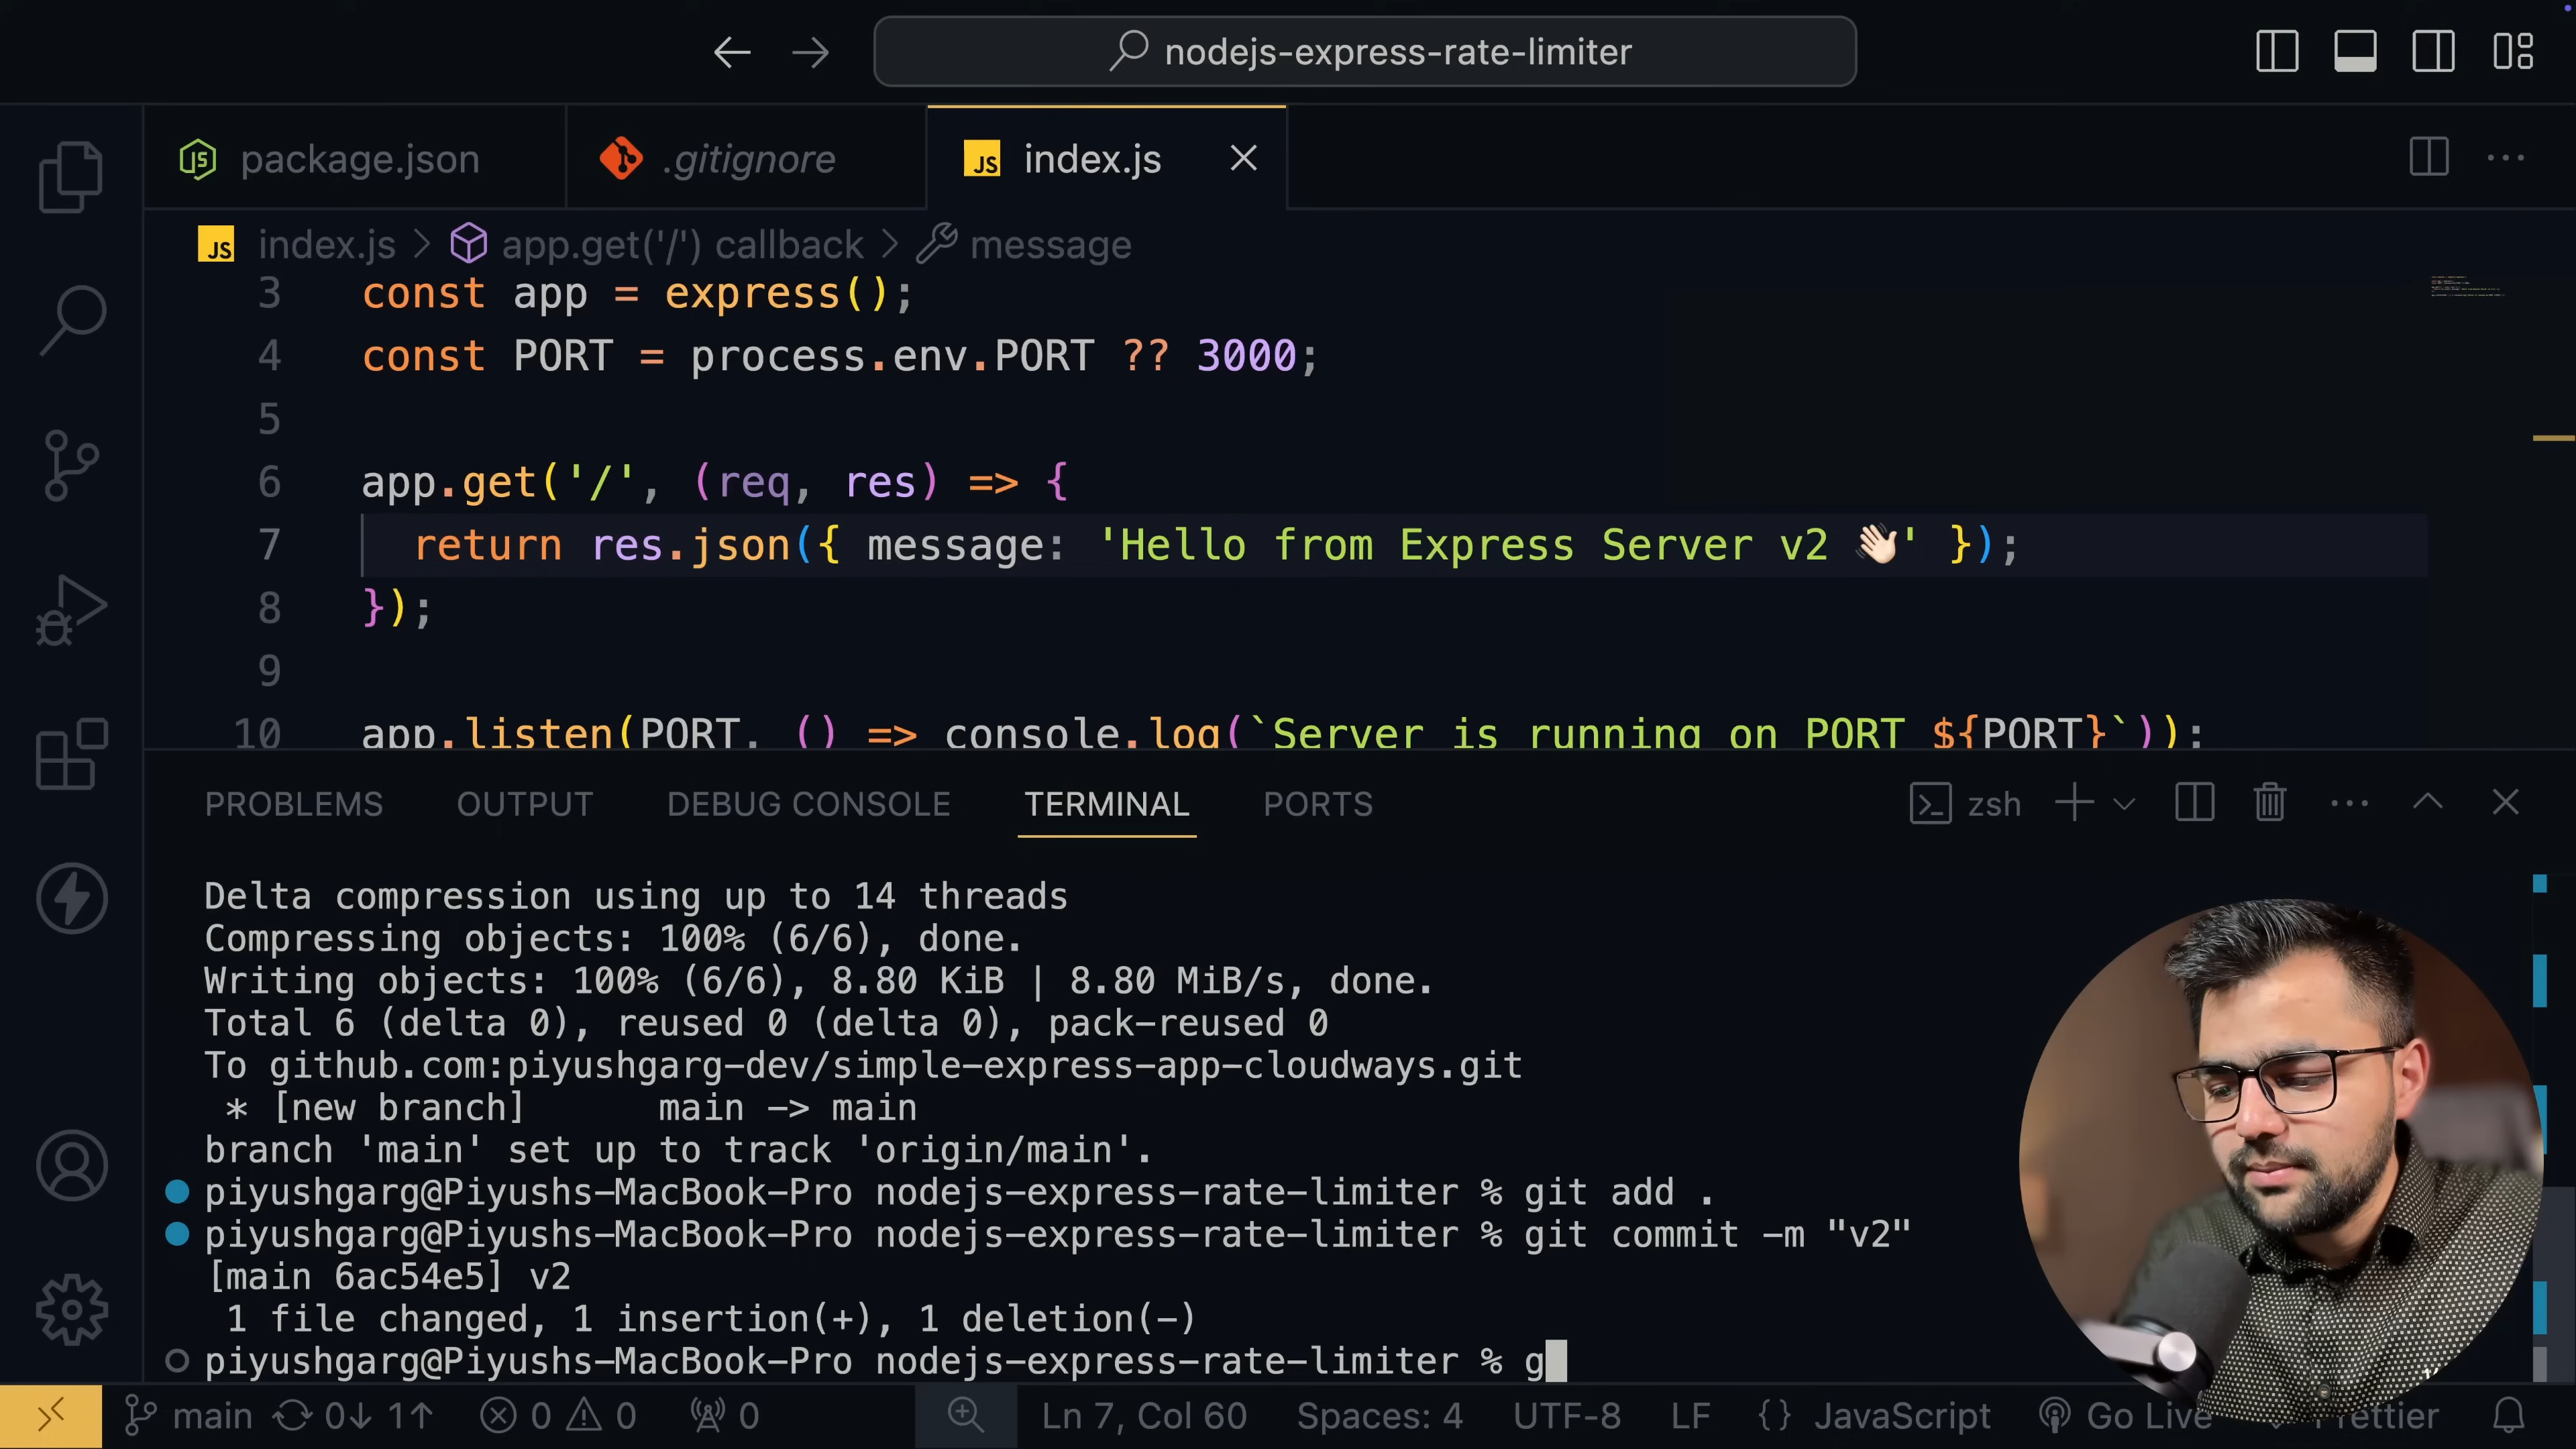 nodejs-express-rate-limiter
package.json
.gitignore
JS index.js
JS index.js > app.get('/') callback > message
3 const app = express();
4 const PORT = process.env.PORT ?? 3000;
5
6 app.get('/', (req, res) => {
7 return res.json({ message: 'Hello from Express Server v2 👋🏻' });
8 });
9
10 app.listen(PORT, () => console.log(`Server is running on PORT ${PORT}`));
PROBLEMS OUTPUT DEBUG CONSOLE TERMINAL PORTS zsh
Delta compression using up to 14 threads
Compressing objects: 100% (6/6), done.
Writing objects: 100% (6/6), 8.80 KiB | 8.80 MiB/s, done.
Total 6 (delta 0), reused 0 (delta 0), pack-reused 0
To github.com:piyushgarg-dev/simple-express-app-cloudways.git
* [new branch] main -> main
branch 'main' set up to track 'origin/main'.
piyushgarg@Piyushs-MacBook-Pro nodejs-express-rate-limiter % git add .
piyushgarg@Piyushs-MacBook-Pro nodejs-express-rate-limiter % git commit -m "v2"
[main 6ac54e5] v2
1 file changed, 1 insertion(+), 1 deletion(-)
piyushgarg@Piyushs-MacBook-Pro nodejs-express-rate-limiter % g
main 0↓ 1↑ 0 0 0 Ln 7, Col 60 Spaces: 4 UTF-8 LF {} JavaScript Go Live Prettier